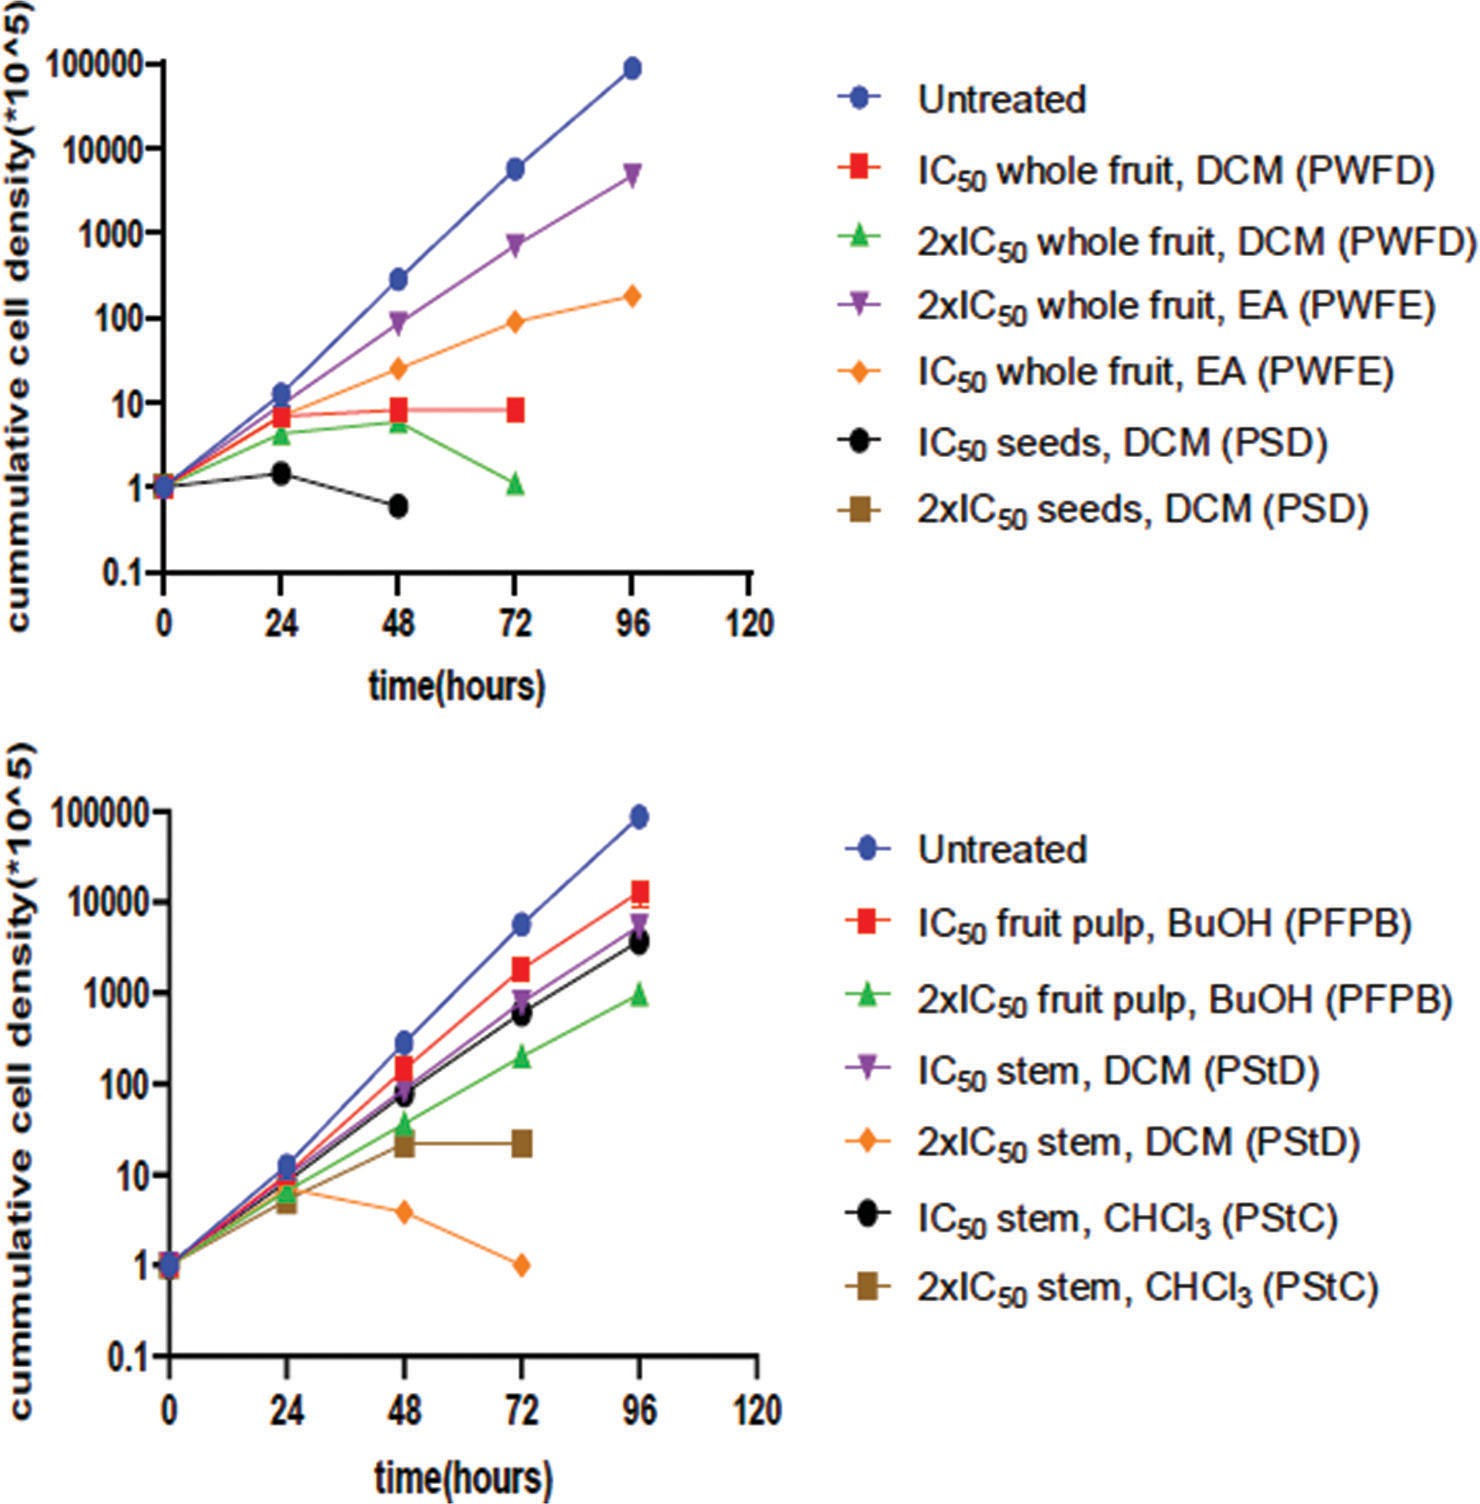 cummulative cell density(*10^5)
100000
10000
1000
100
10
1
0.1
0 24 48 72 96 120
time(hours)
Untreated
IC50 whole fruit, DCM (PWFD)
2xIC50 whole fruit, DCM (PWFD)
2xIC50 whole fruit, EA (PWFE)
IC50 whole fruit, EA (PWFE)
IC50 seeds, DCM (PSD)
2xIC50 seeds, DCM (PSD)
cummulative cell density(*10^5)
100000
10000
1000
100
10
1
0.1
0 24 48 72 96 120
time(hours)
Untreated
IC50 fruit pulp, BuOH (PFPB)
2xIC50 fruit pulp, BuOH (PFPB)
IC50 stem, DCM (PStD)
2xIC50 stem, DCM (PStD)
IC50 stem, CHCl3 (PStC)
2xIC50 stem, CHCl3 (PStC)